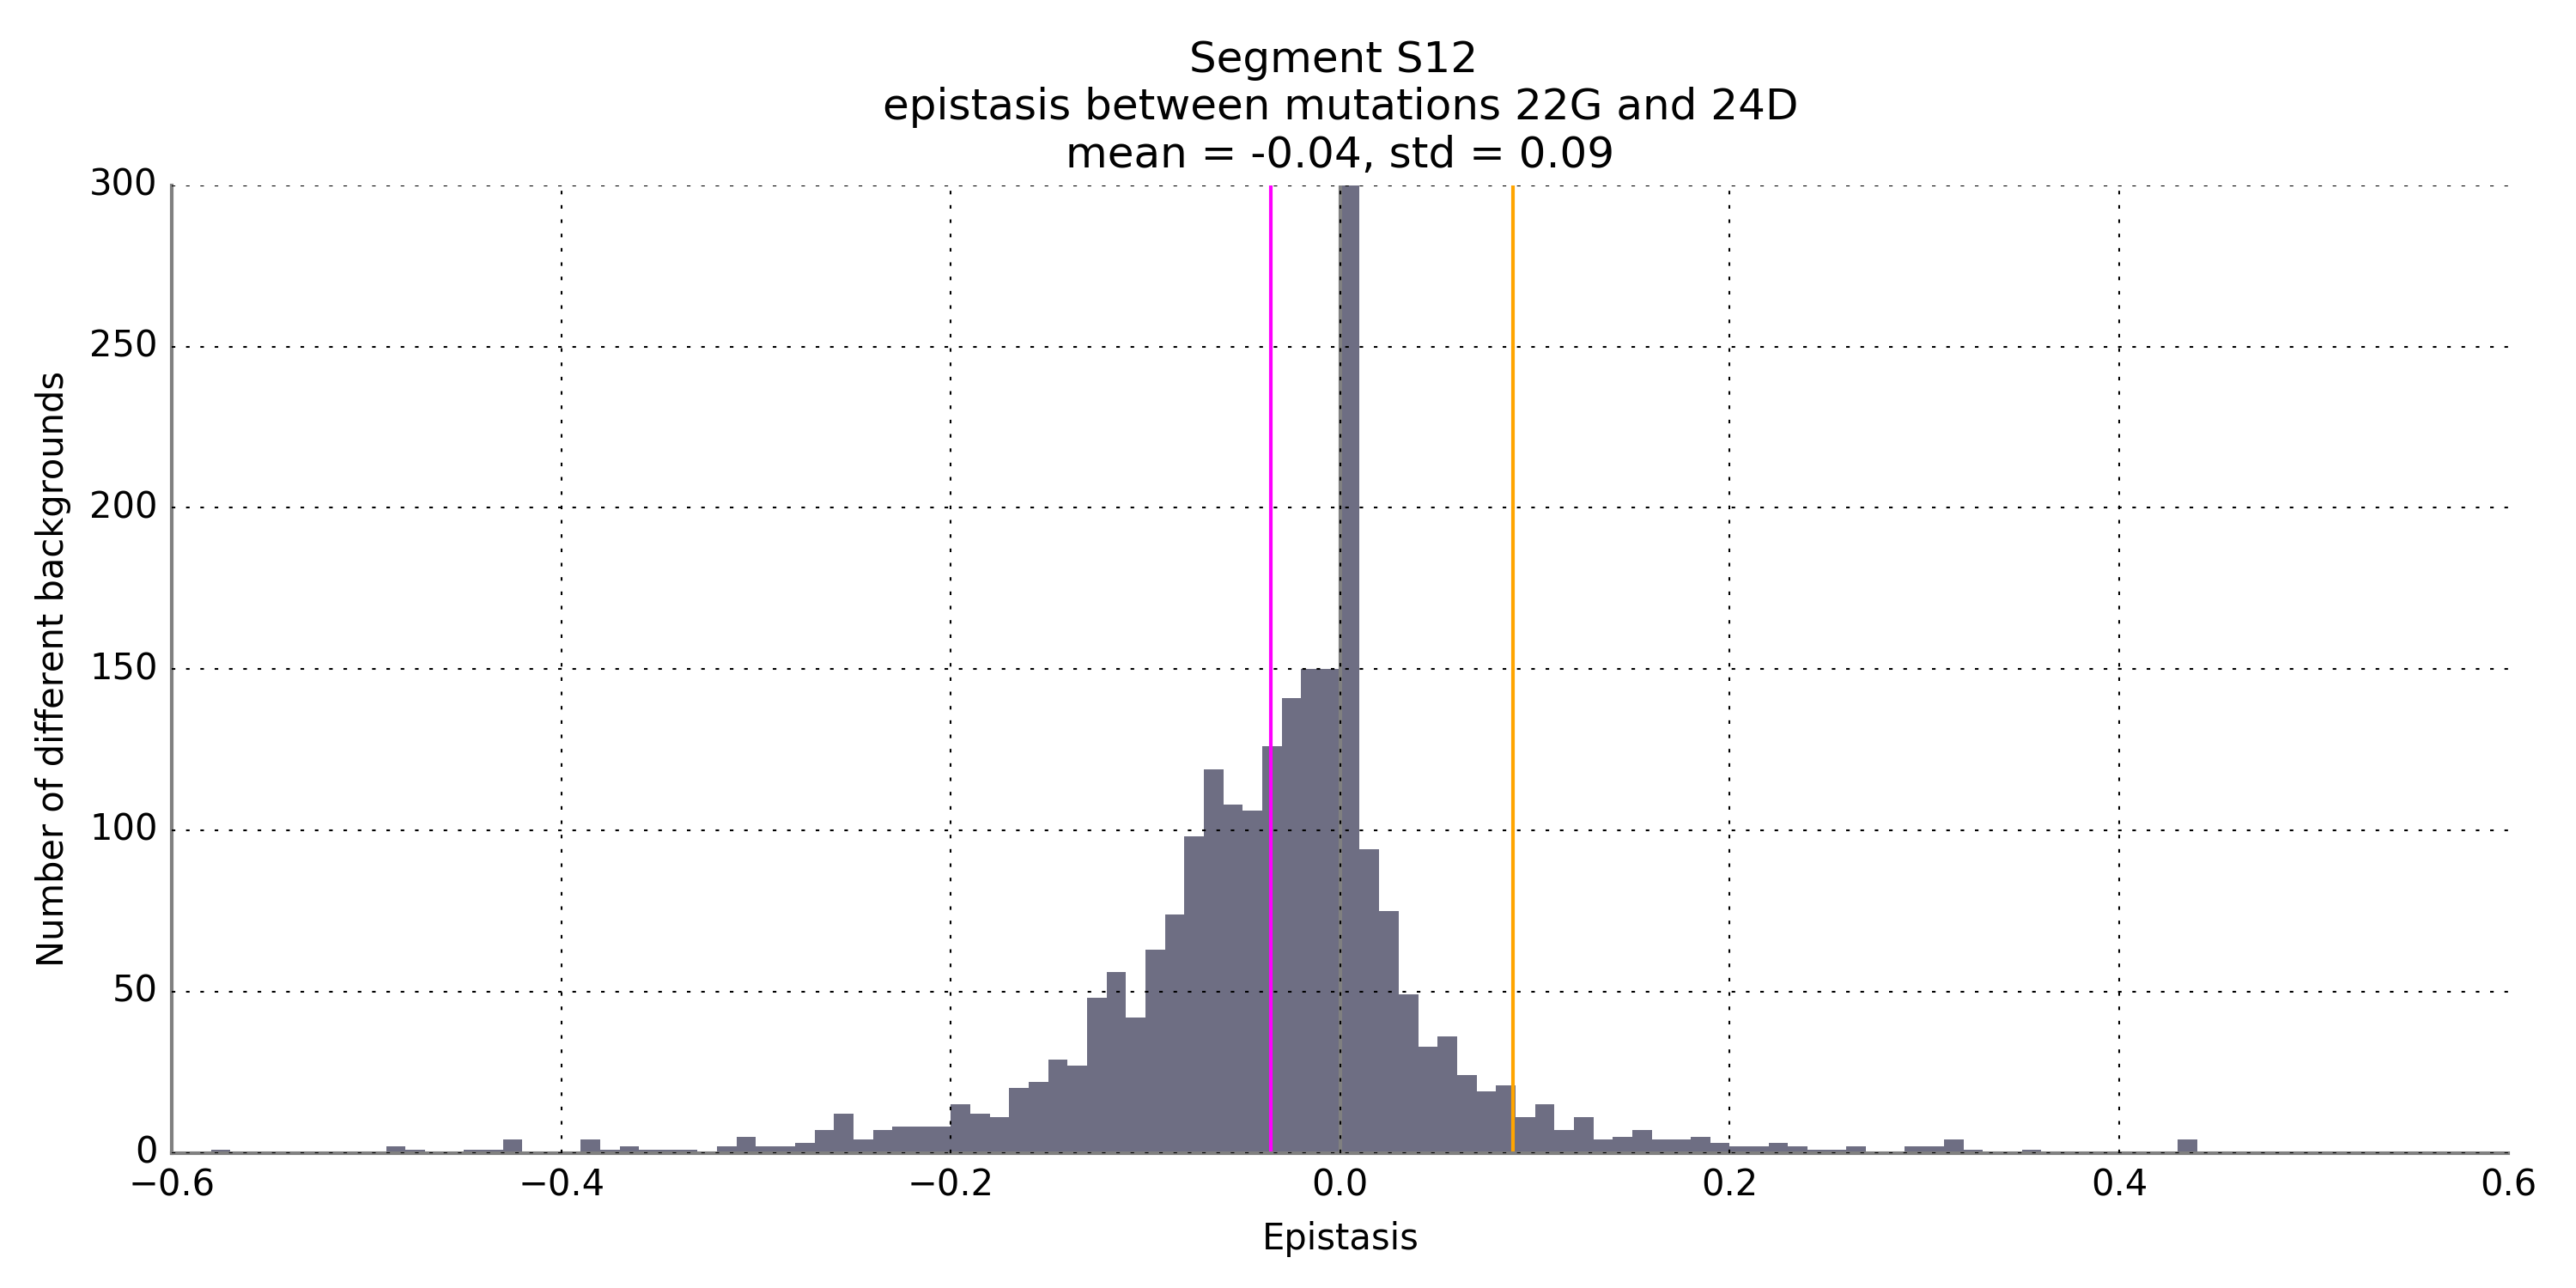 Segment S12
epistasis between mutations 22G and 24D
mean = -0.04, std = 0.09
300
250
200
150
100
50
0
Number of different backgrounds
−0.6 −0.4 −0.2 0.0 0.2 0.4 0.6
Epistasis